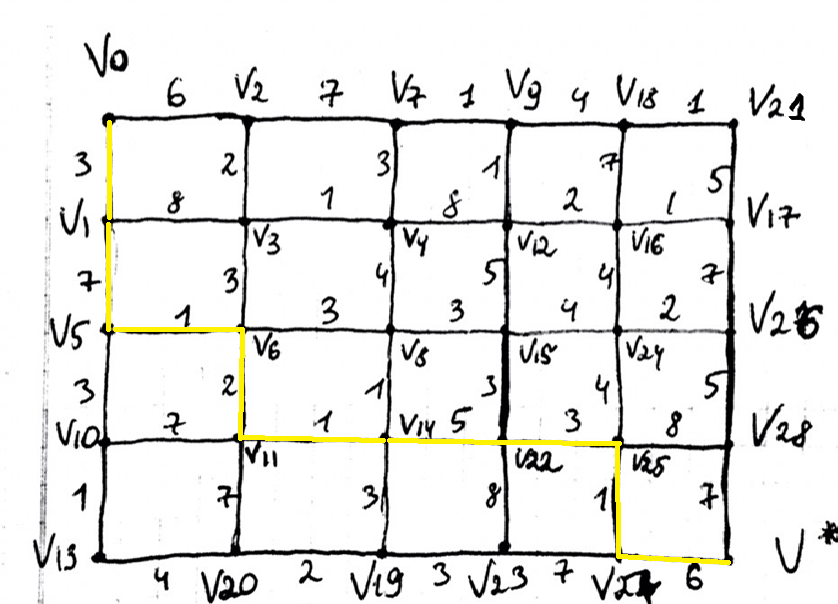 V0
6 V2 7 V7 1 V9 4 V18 1 V21
3 2 3 1 7 5
V1 8 1 8 2 1 V17
V3 V4 V12 V16
7 3 4 5 4 7
V5 1 3 3 4 2
V6 V8 V15 V24
3 2 1 3 4 5
V10 7 1 V14 5 3 8 V28
V11 V22 V25
1 7 3 8 1 7
V13 V*
4 V20 2 V19 3 V23 7 6